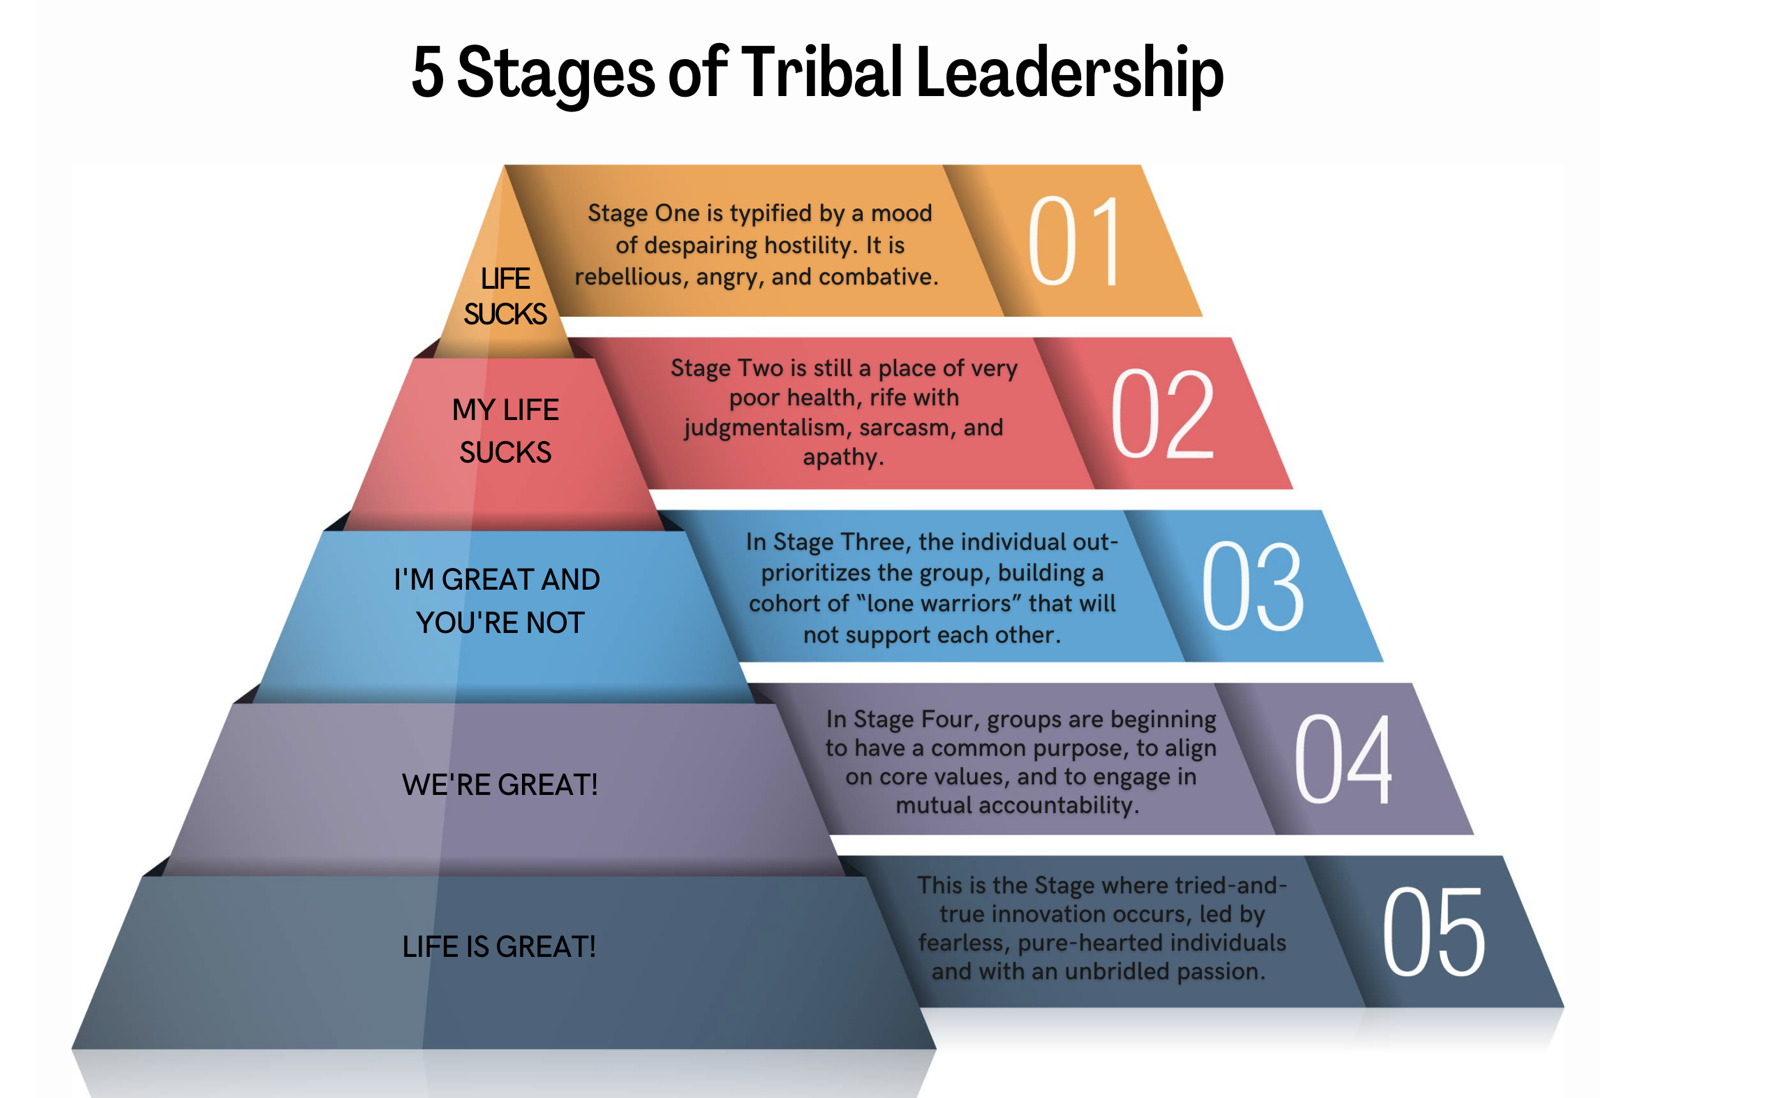 5 Stages of Tribal Leadership
LIFE
SUCKS
Stage One is typified by a mood
of despairing hostility. It is
rebellious, angry, and combative.
01
MY LIFE
SUCKS
Stage Two is still a place of very
poor health, rife with
judgmentalism, sarcasm, and
apathy.
02
I'M GREAT AND
YOU'RE NOT
In Stage Three, the individual out-
prioritizes the group, building a
cohort of “lone warriors” that will
not support each other.
03
WE'RE GREAT!
In Stage Four, groups are beginning
to have a common purpose, to align
on core values, and to engage in
mutual accountability.
04
LIFE IS GREAT!
This is the Stage where tried-and-
true innovation occurs, led by
fearless, pure-hearted individuals
and with an unbridled passion.
05